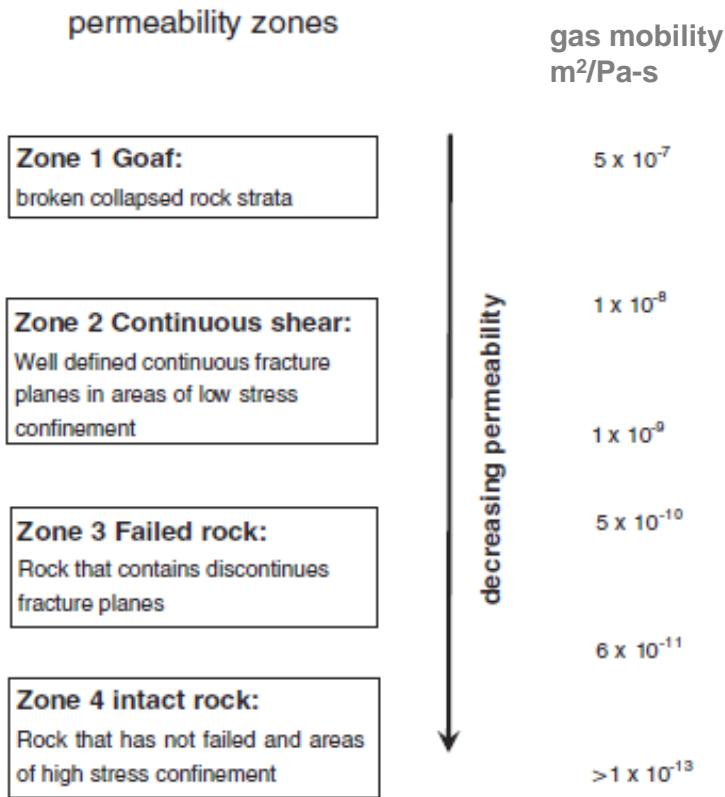 permeability zones
gas mobility
m²/Pa-s
Zone 1 Goaf:
broken collapsed rock strata
5 x 10⁻⁷
Zone 2 Continuous shear:
Well defined continuous fracture
planes in areas of low stress
confinement
1 x 10⁻⁸
1 x 10⁻⁹
decreasing permeability
Zone 3 Failed rock:
Rock that contains discontinues
fracture planes
5 x 10⁻¹⁰
6 x 10⁻¹¹
Zone 4 intact rock:
Rock that has not failed and areas
of high stress confinement
>1 x 10⁻¹³